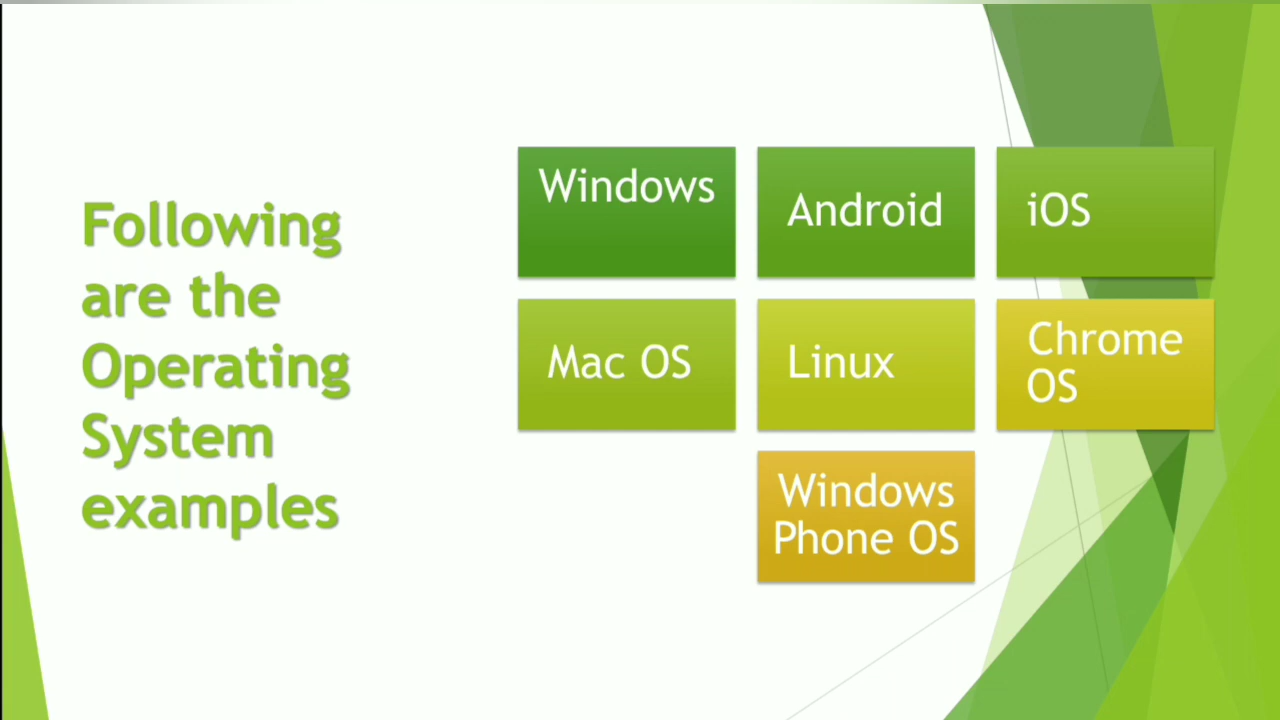 Following
are the
Operating
System
examples
Windows
Android
iOS
Mac OS
Linux
Chrome
OS
Windows
Phone OS